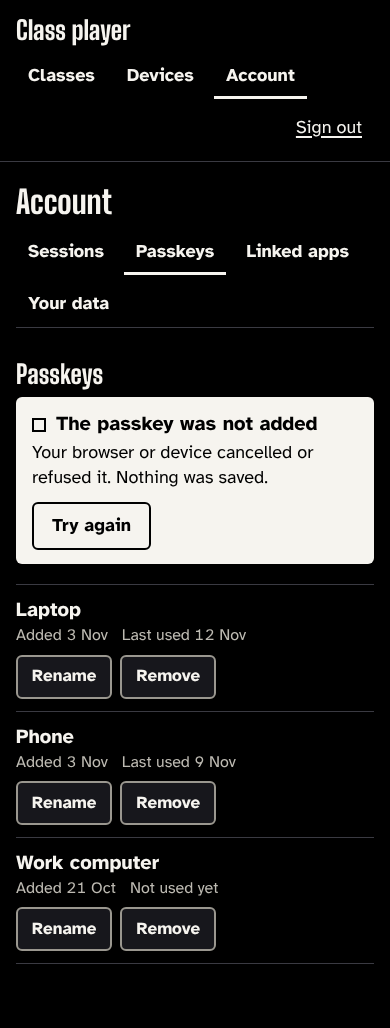 Class player
Classes Devices Account
Sign out
Account
Sessions Passkeys Linked apps
Your data
Passkeys
The passkey was not added
Your browser or device cancelled or
refused it. Nothing was saved.
Try again
Laptop
Added 3 Nov Last used 12 Nov
Rename Remove
Phone
Added 3 Nov Last used 9 Nov
Rename Remove
Work computer
Added 21 Oct Not used yet
Rename Remove